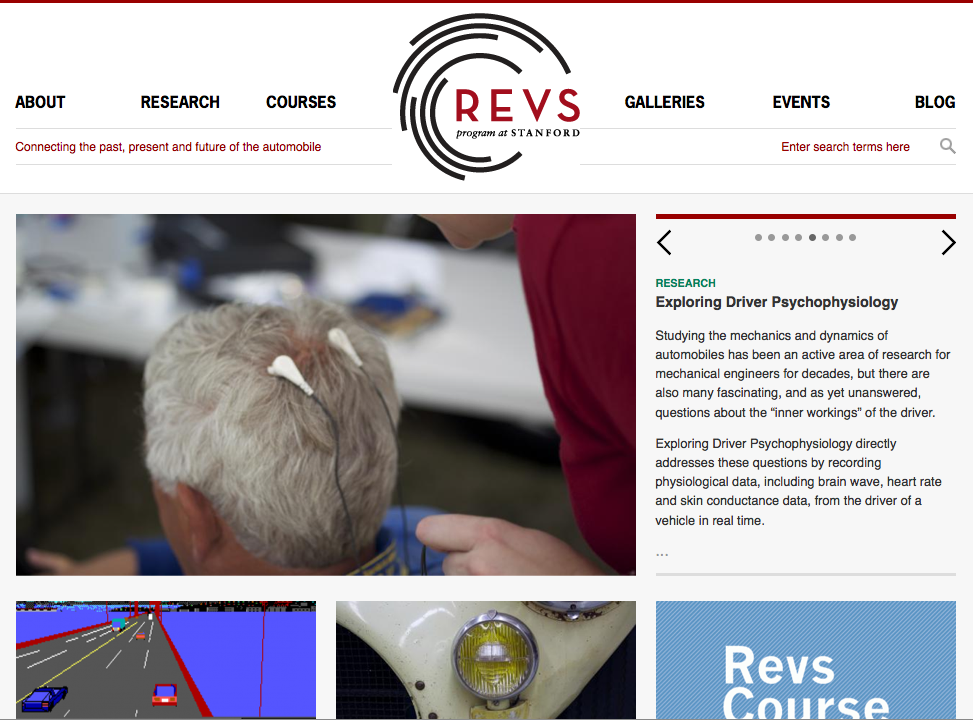 ABOUT
RESEARCH
COURSES
REVS
program at STANFORD
GALLERIES
EVENTS
BLOG
Connecting the past, present and future of the automobile
Enter search terms here
RESEARCH
Exploring Driver Psychophysiology
Studying the mechanics and dynamics of
automobiles has been an active area of research for
mechanical engineers for decades, but there are
also many fascinating, and as yet unanswered,
questions about the “inner workings” of the driver.
Exploring Driver Psychophysiology directly
addresses these questions by recording
physiological data, including brain wave, heart rate
and skin conductance data, from the driver of a
vehicle in real time.
...
Revs
Course